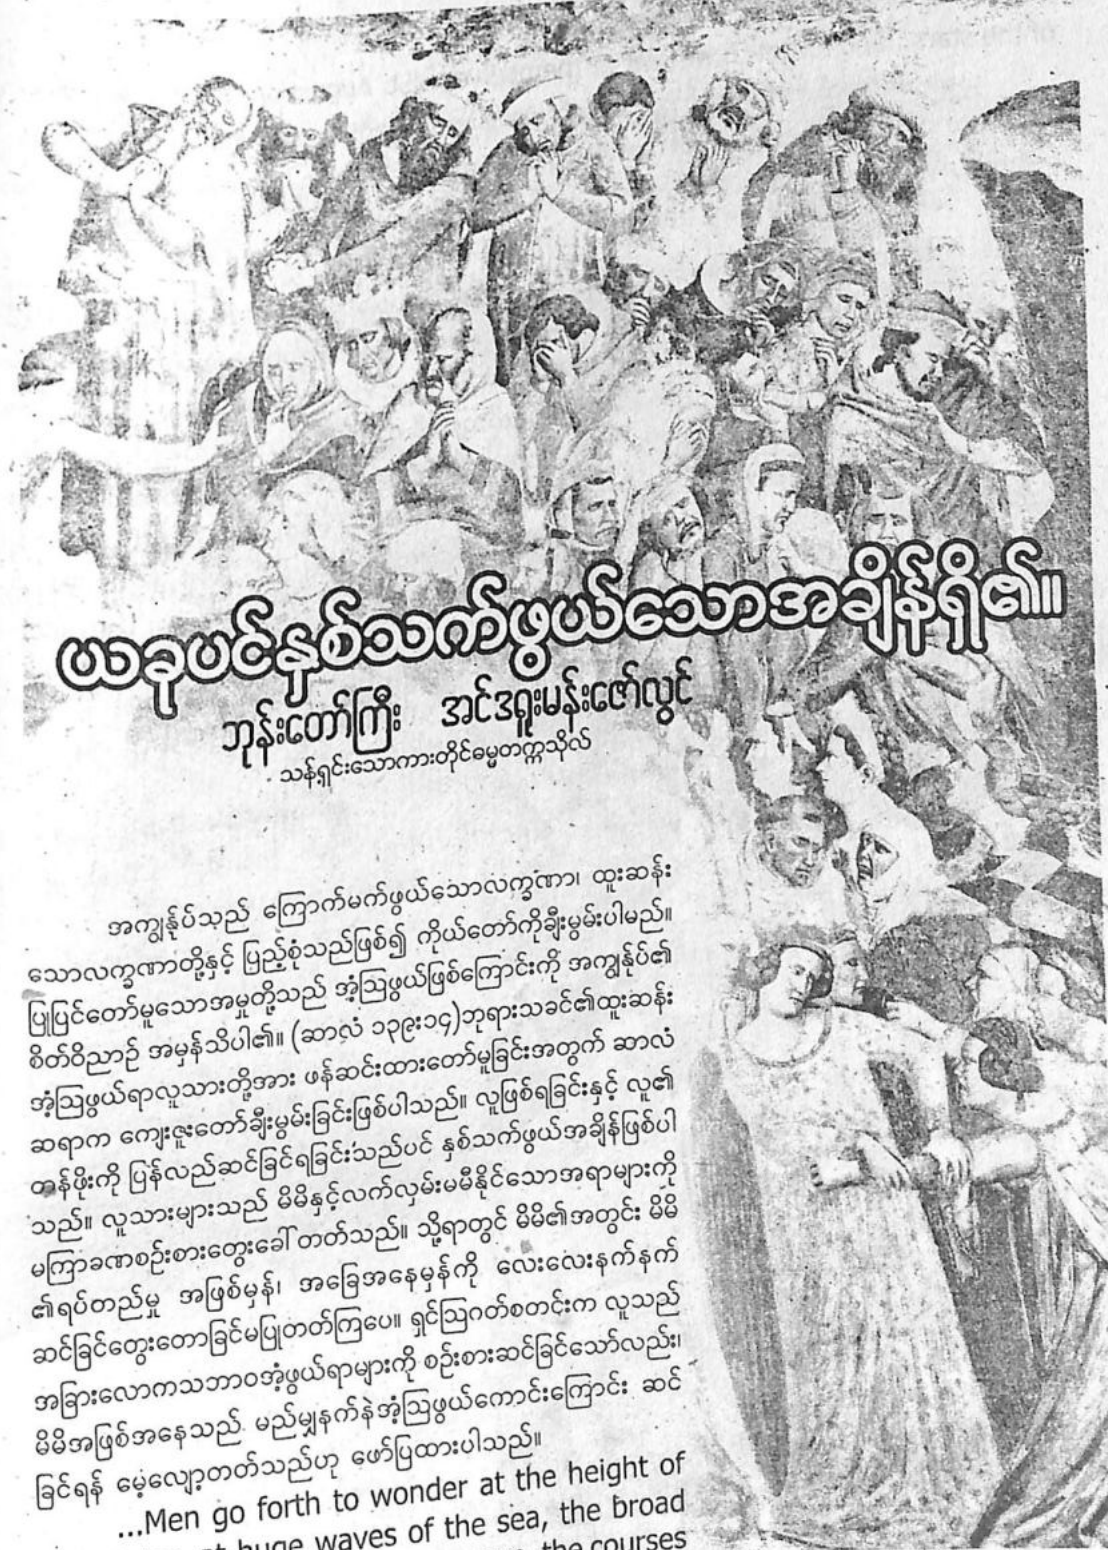 ယခုပင်နှစ်သက်ဖွယ်သောအချိန်ရှိ၏။
ဘုန်းတော်ကြီး အင်ဒရူးမန်းဇော်လွင်
သန့်ရှင်းသောကားတိုင်ဓမ္မတက္ကသိုလ်
အကျွန်ုပ်သည် ကြောက်မက်ဖွယ်သောလက္ခဏာ၊ ထူးဆန်း
သောလက္ခဏာတို့နှင့် ပြည့်စုံသည်ဖြစ်၍ ကိုယ်တော်ကိုချီးမွမ်းပါမည်။
ပြုပြင်တော်မူသောအမှုတို့သည် အံ့ဩဖွယ်ဖြစ်ကြောင်းကို အကျွန်ုပ်၏
စိတ်ဝိညာဉ် အမှန်သိပါ၏။ (ဆာလံ ၁၃၉း၁၄)ဘုရားသခင်၏ထူးဆန်း
အံ့ဩဖွယ်ရာလူသားတို့အား ဖန်ဆင်းထားတော်မူခြင်းအတွက် ဆာလံ
ဆရာက ကျေးဇူးတော်ချီးမွမ်းခြင်းဖြစ်ပါသည်။ လူဖြစ်ရခြင်းနှင့် လူ၏
တန်ဖိုးကို ပြန်လည်ဆင်ခြင်ရခြင်းသည်ပင် နှစ်သက်ဖွယ်အချိန်ဖြစ်ပါ
သည်။ လူသားများသည် မိမိနှင့်လက်လှမ်းမမီနိုင်သောအရာများကို
မကြာခဏစဉ်းစားတွေးခေါ်တတ်သည်။ သို့ရာတွင် မိမိ၏အတွင်း မိမိ
၏ရပ်တည်မှု အဖြစ်မှန်၊ အခြေအနေမှန်ကို လေးလေးနက်နက်
ဆင်ခြင်တွေးတောခြင်မပြုတတ်ကြပေ။ ရှင်ဩဂတ်စတင်းက လူသည်
အခြားလောကသဘာဝအံ့ဖွယ်ရာများကို စဉ်းစားဆင်ခြင်သော်လည်း၊
မိမိအဖြစ်အနေသည် မည်မျှနက်နဲအံ့ဩဖွယ်ကောင်းကြောင်း ဆင်
ခြင်ရန် မေ့လျော့တတ်သည်ဟု ဖော်ပြထားပါသည်။
...Men go forth to wonder at the height of
huge waves of the sea, the broad
the courses